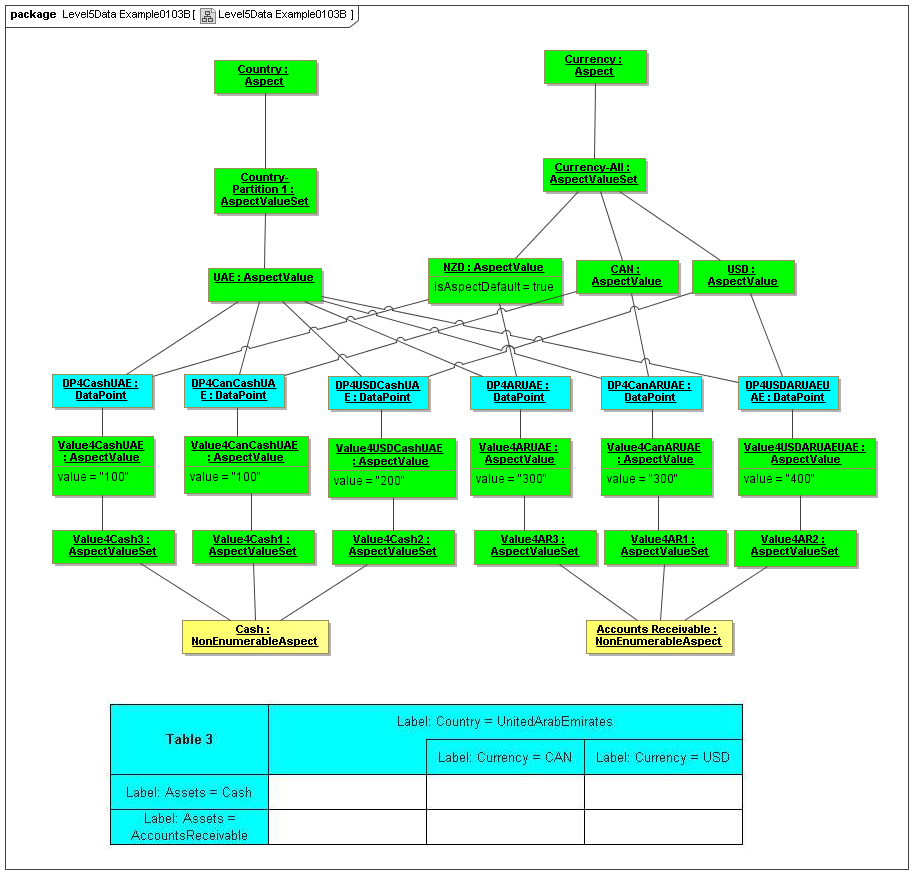 package Level5Data Example0103B [ Level5Data Example0103B ]
Country :
Aspect
Currency :
Aspect
Country-
Partition 1 :
AspectValueSet
Currency-All :
AspectValueSet
UAE : AspectValue
NZD : AspectValue
isAspectDefault = true
CAN :
AspectValue
USD :
AspectValue
DP4CashUAE :
DataPoint
DP4CanCashUA
E : DataPoint
DP4USDCashUA
E : DataPoint
DP4ARUAE :
DataPoint
DP4CanARUAE :
DataPoint
DP4USDARUAEU
AE : DataPoint
Value4CashUAE
: AspectValue
value = "100"
Value4CanCashUAE
: AspectValue
value = "100"
Value4USDCashUAE
: AspectValue
value = "200"
Value4ARUAE :
AspectValue
value = "300"
Value4CanARUAE
: AspectValue
value = "300"
Value4USDARUAEUAE :
AspectValue
value = "400"
Value4Cash3 :
AspectValueSet
Value4Cash1 :
AspectValueSet
Value4Cash2 :
AspectValueSet
Value4AR3 :
AspectValueSet
Value4AR1 :
AspectValueSet
Value4AR2 :
AspectValueSet
Cash :
NonEnumerableAspect
Accounts Receivable :
NonEnumerableAspect
Table 3
Label: Country = UnitedArabEmirates
Label: Currency = CAN
Label: Currency = USD
Label: Assets = Cash
Label: Assets =
AccountsReceivable